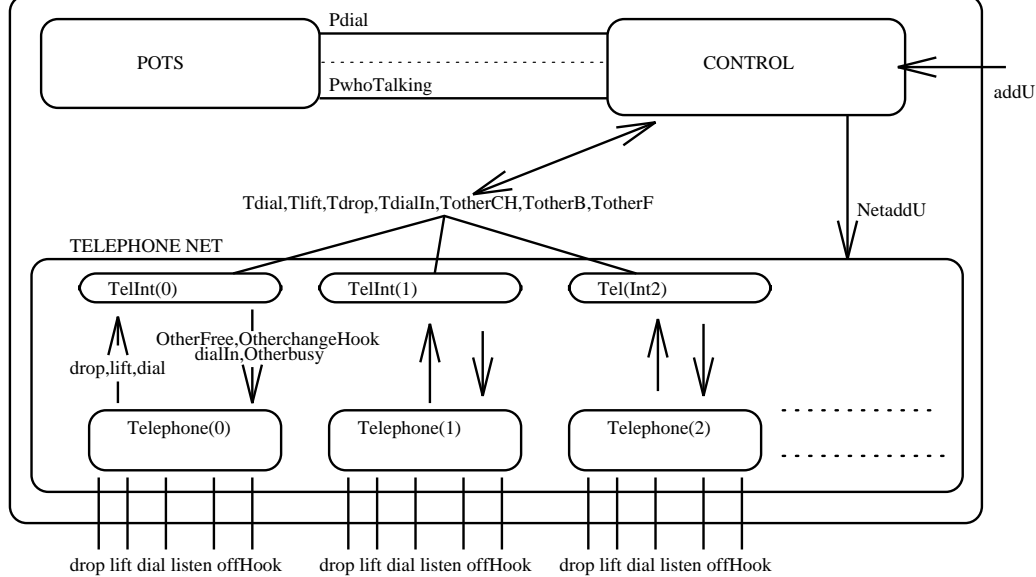 Pdial
POTS
CONTROL
PwhoTalking
addU
Tdial,Tlift,Tdrop,TdialIn,TotherCH,TotherB,TotherF
NetaddU
TELEPHONE NET
TelInt(0)
TelInt(1)
Tel(Int2)
OtherFree,OtherchangeHook
dialIn,Otherbusy
drop,lift,dial
Telephone(0)
Telephone(1)
Telephone(2)
drop lift dial listen offHook
drop lift dial listen offHook
drop lift dial listen offHook